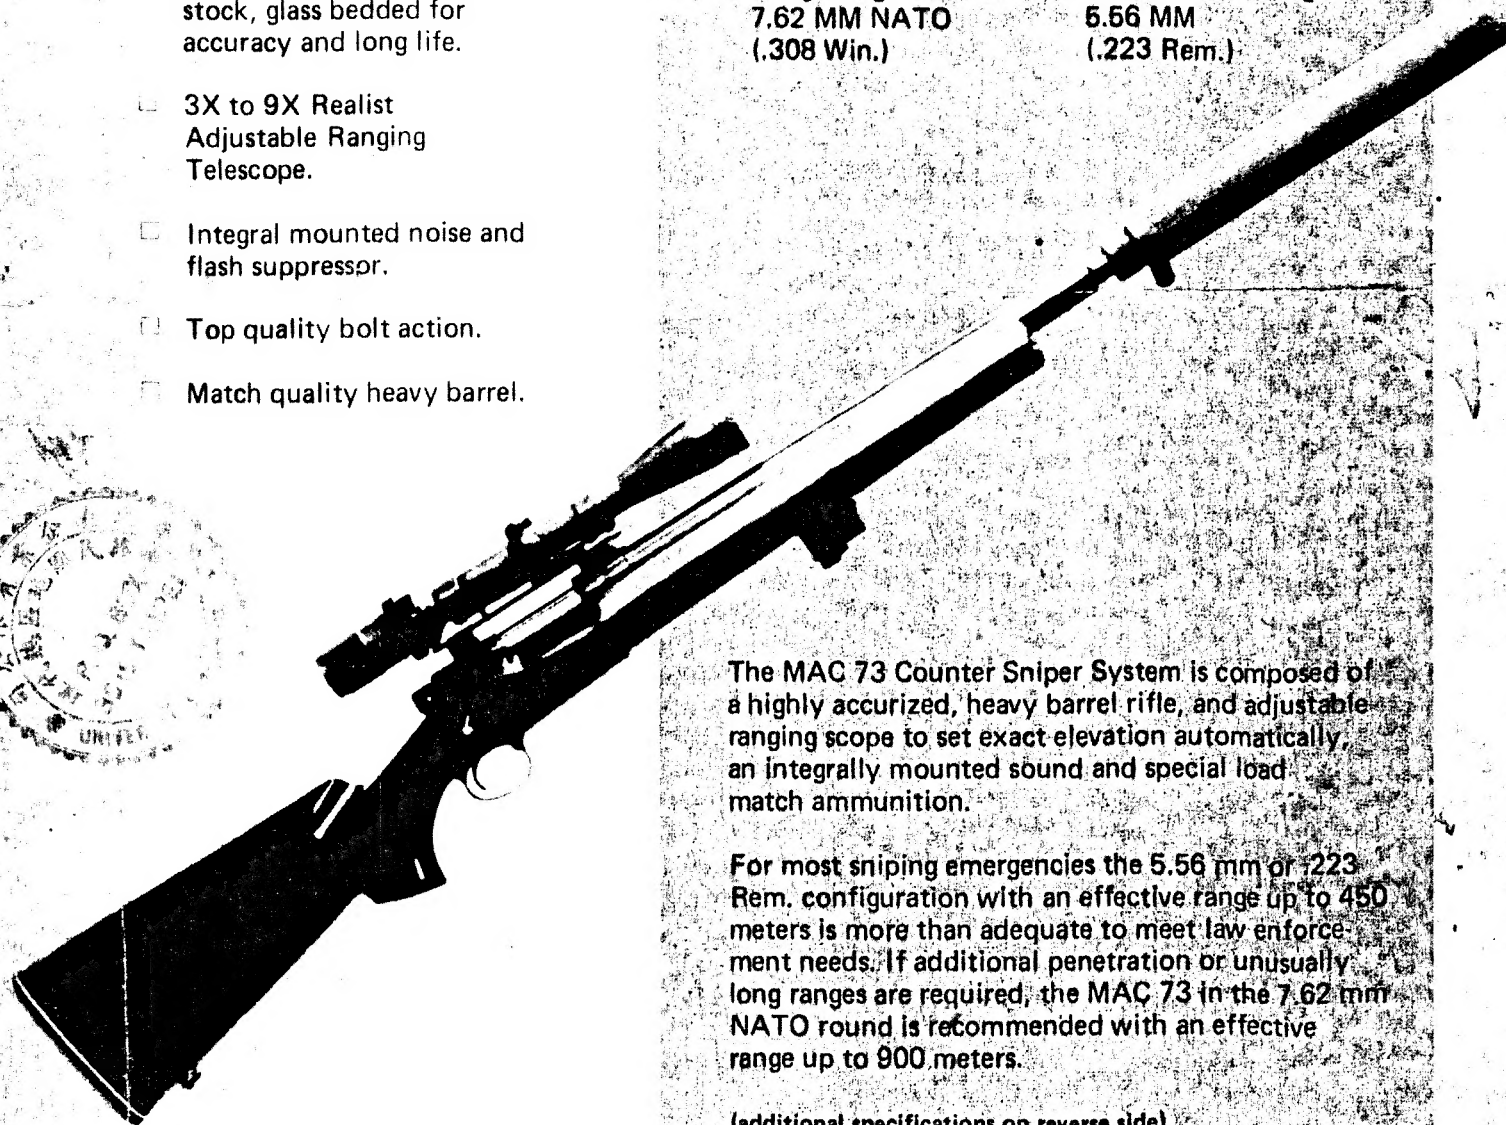 stock, glass bedded for
accuracy and long life.
3X to 9X Realist
Adjustable Ranging
Telescope.
Integral mounted noise and
flash suppressor.
Top quality bolt action.
Match quality heavy barrel.
7.62 MM NATO
(.308 Win.)
5.56 MM
(.223 Rem.)
The MAC 73 Counter Sniper System is composed of
a highly accurized, heavy barrel rifle, and adjustable
ranging scope to set exact elevation automatically,
an integrally mounted sound and special load
match ammunition.
For most sniping emergencies the 5.56 mm or .223
Rem. configuration with an effective range up to 450
meters is more than adequate to meet law enforce-
ment needs. If additional penetration or unusually
long ranges are required, the MAC 73 in the 7.62 mm
NATO round is recommended with an effective
range up to 900 meters.
(additional specifications on reverse side)